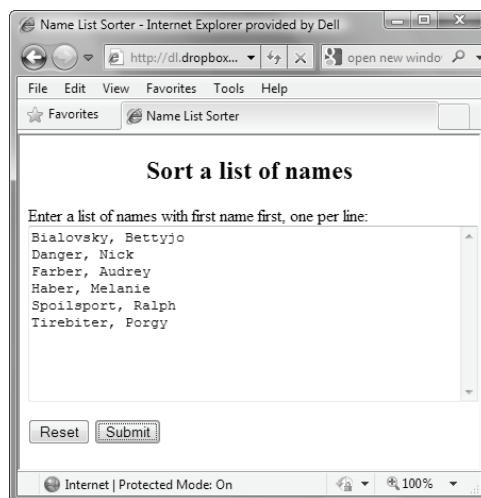 Name List Sorter - Internet Explorer provided by Dell
http://dl.dropbox...
open new windo
File Edit View Favorites Tools Help
Favorites
Name List Sorter
Sort a list of names
Enter a list of names with first name first, one per line:
Bialovsky, Bettyjo
Danger, Nick
Farber, Audrey
Haber, Melanie
Spoilsport, Ralph
Tirebiter, Porgy
Reset Submit
Internet | Protected Mode: On
100%